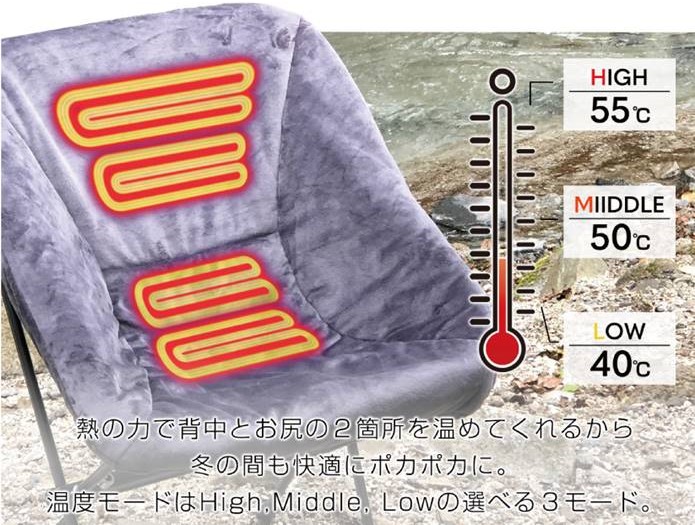 HIGH
55℃
MIIDDLE
50℃
LOW
40℃
熱の力で背中とお尻の２箇所を温めてくれるから
冬の間も快適にポカポカに。
温度モードはHigh,Middle, Lowの選べる３モード。